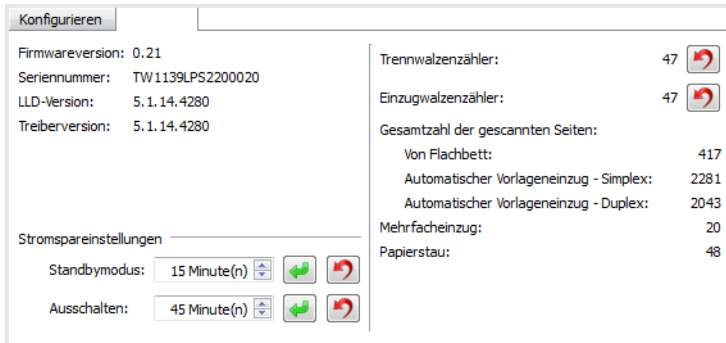 Konfigurieren
Firmwareversion: 0.21
Seriennummer: TW1139LPS2200020
LLD-Version: 5.1.14.4280
Treiberversion: 5.1.14.4280
Stromspareinstellungen
Standbymodus: 15 Minute(n)
Ausschalten: 45 Minute(n)
Trennwalzenzähler: 47
Einzugwalzenzähler: 47
Gesamtzahl der gescannten Seiten:
Von Flachbett: 417
Automatischer Vorlageneinzug - Simplex: 2281
Automatischer Vorlageneinzug - Duplex: 2043
Mehrfacheinzug: 20
Papierstau: 48